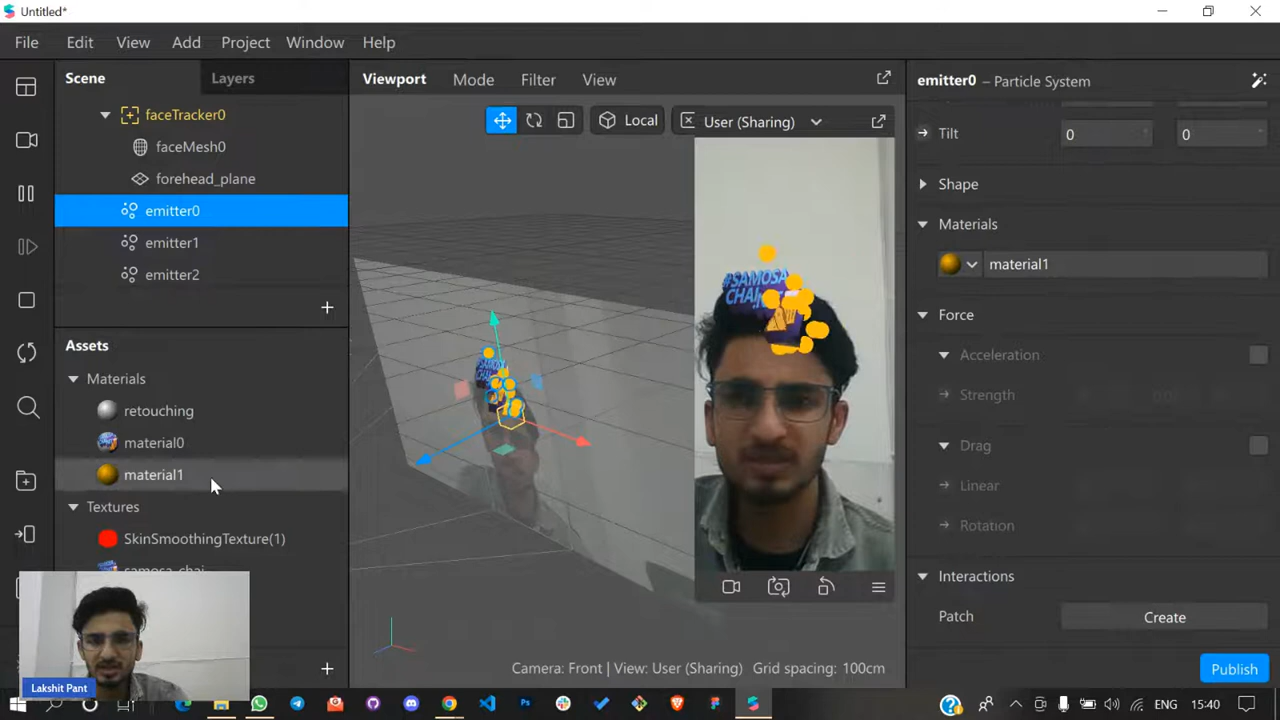 Untitled*
File Edit View Add Project Window Help
Scene Layers
faceTracker0
faceMesh0
forehead_plane
emitter0
emitter1
emitter2
Assets
Materials
retouching
material0
material1
Textures
SkinSmoothingTexture(1)
samosa_chai
Lakshit Pant
Viewport Mode Filter View
Local
User (Sharing)
#SAMOSA
CHAI
Camera: Front | View: User (Sharing) Grid spacing: 100cm
emitter0 – Particle System
Tilt 0 0
Shape
Materials
material1
Force
Acceleration
Strength
Drag
Linear
Rotation
Interactions
Patch Create
Publish
ENG 15:40